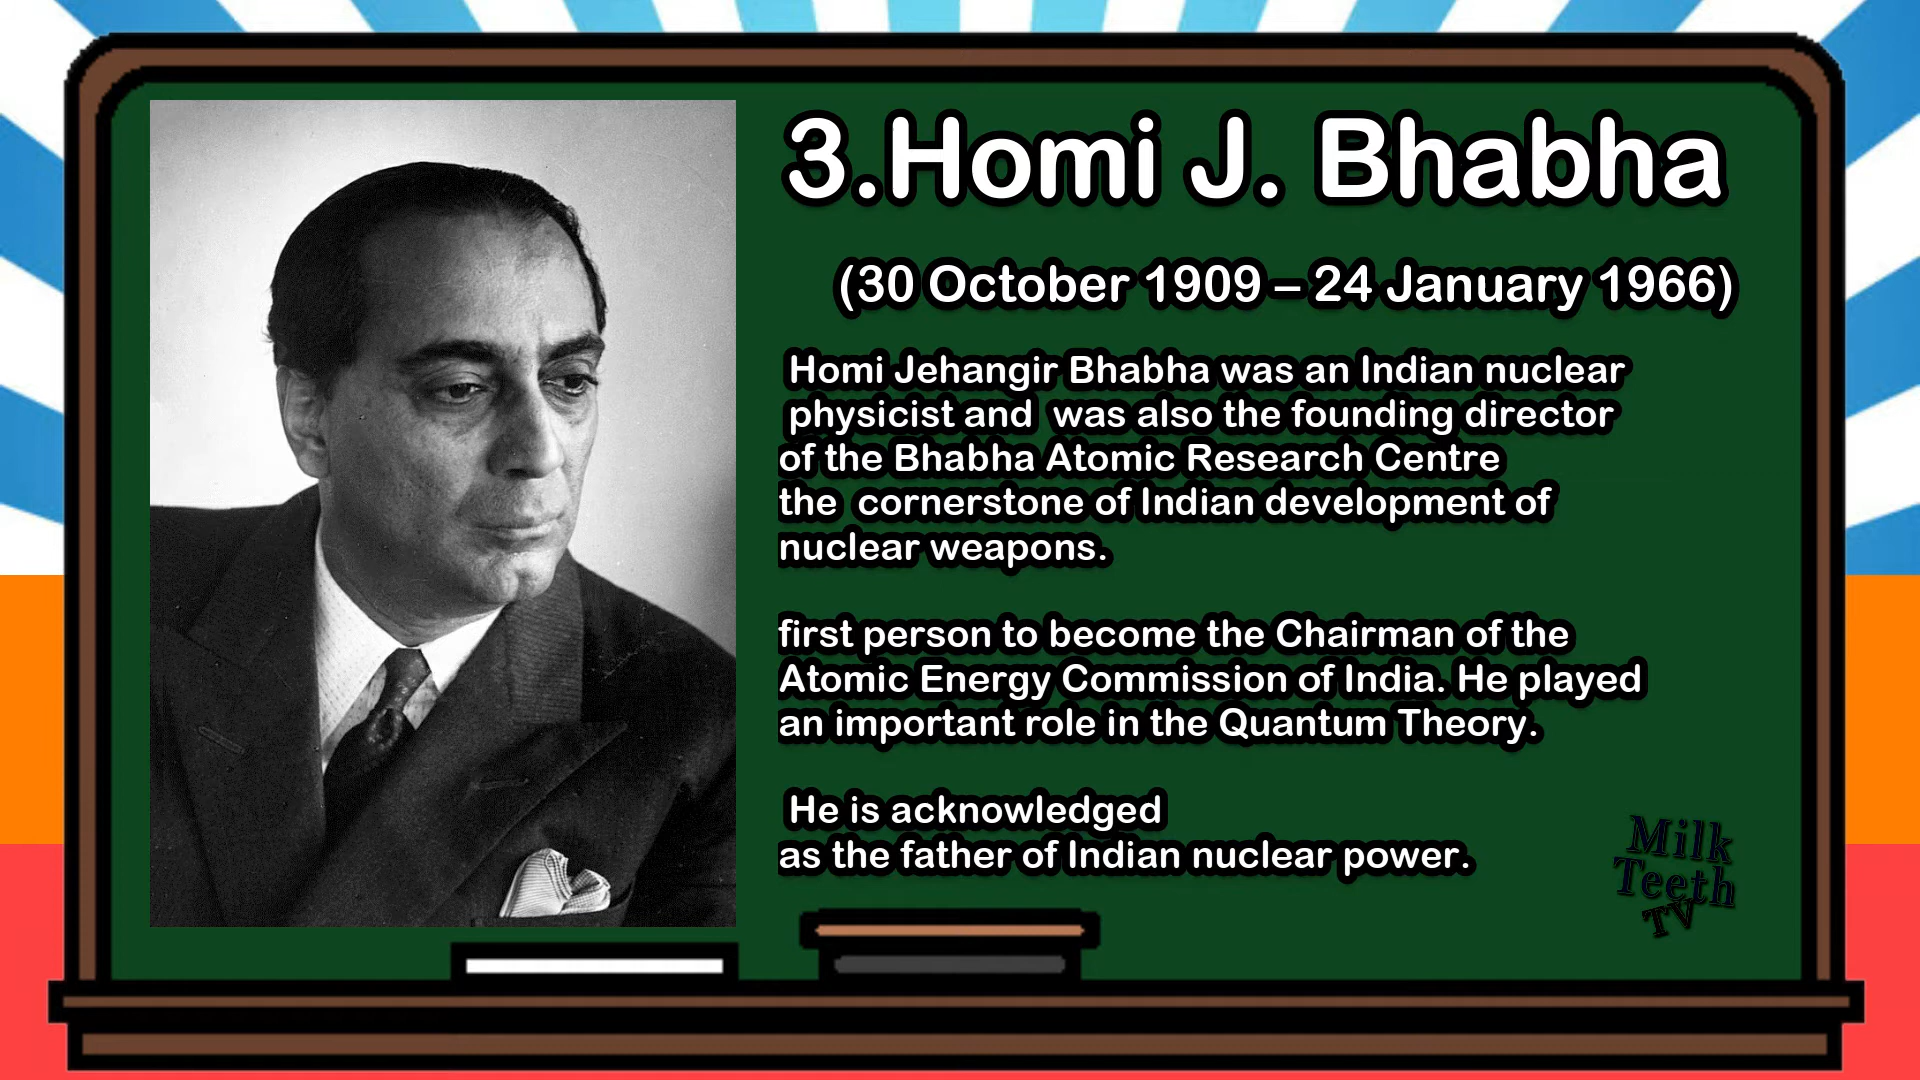 3.Homi J. Bhabha
(30 October 1909 – 24 January 1966)
Homi Jehangir Bhabha was an Indian nuclear
physicist and was also the founding director
of the Bhabha Atomic Research Centre
the cornerstone of Indian development of
nuclear weapons.
first person to become the Chairman of the
Atomic Energy Commission of India. He played
an important role in the Quantum Theory.
He is acknowledged
as the father of Indian nuclear power.
Milk
Teeth
TV